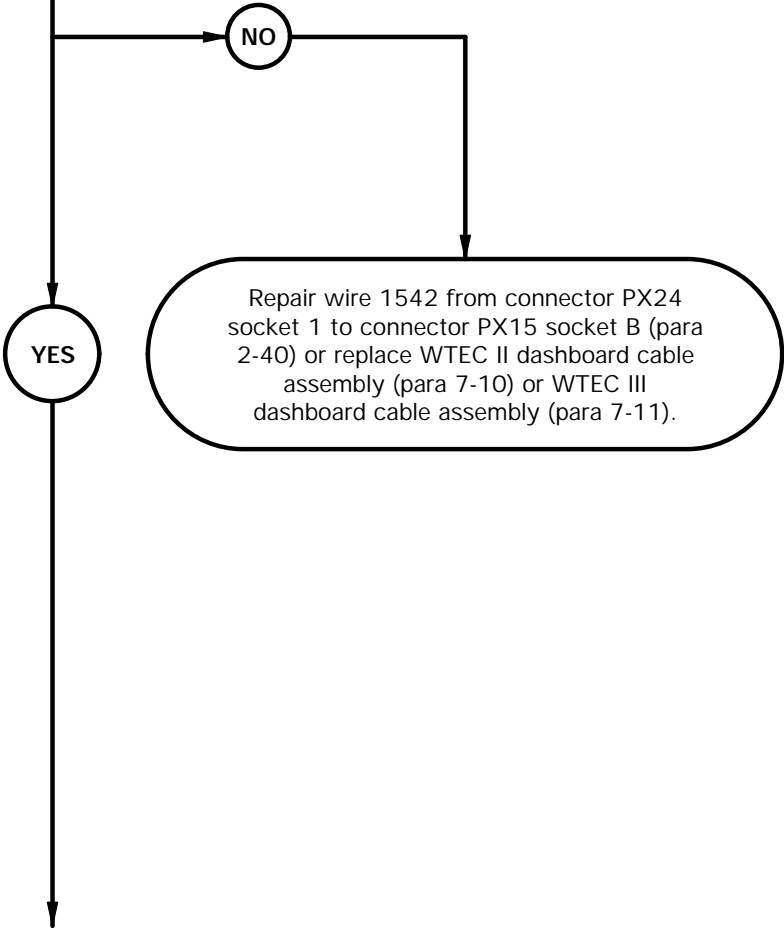 NO
YES
Repair wire 1542 from connector PX24
socket 1 to connector PX15 socket B (para
2-40) or replace WTEC II dashboard cable
assembly (para 7-10) or WTEC III
dashboard cable assembly (para 7-11).